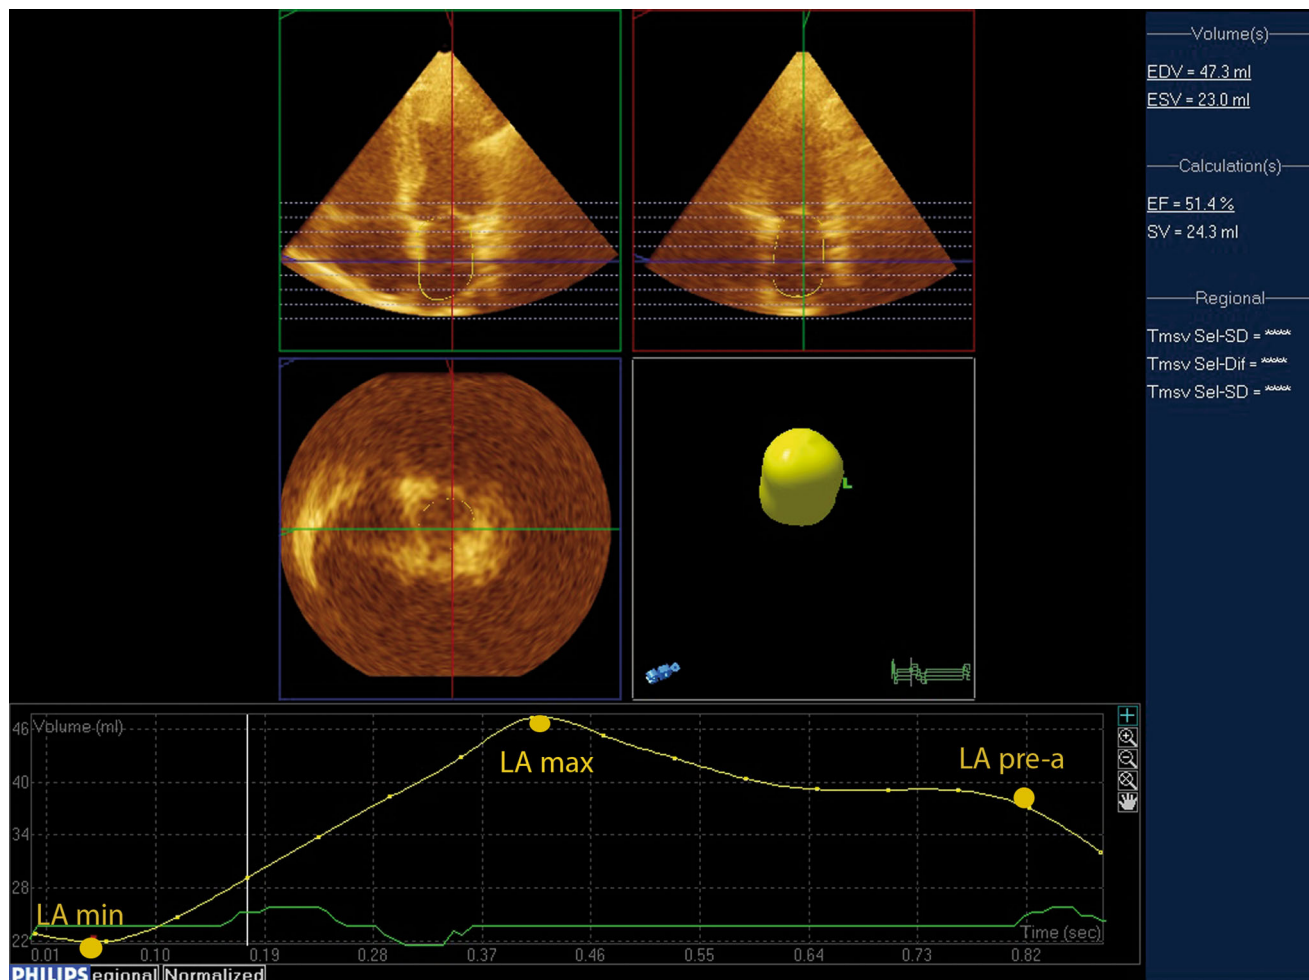 Volume(s)
EDV = 47.3 ml
ESV = 23.0 ml
Calculation(s)
EF = 51.4 %
SV = 24.3 ml
Regional
Tmsv Sel-SD = ****
Tmsv Sel-Dif = ****
Tmsv Sel-SD = ****
L
46 Volume (ml)
LA max
LA pre-a
40
34
28
LA min
22
Time (sec)
0.01 0.10 0.19 0.28 0.37 0.46 0.55 0.64 0.73 0.82
PHILIPS egional Normalized